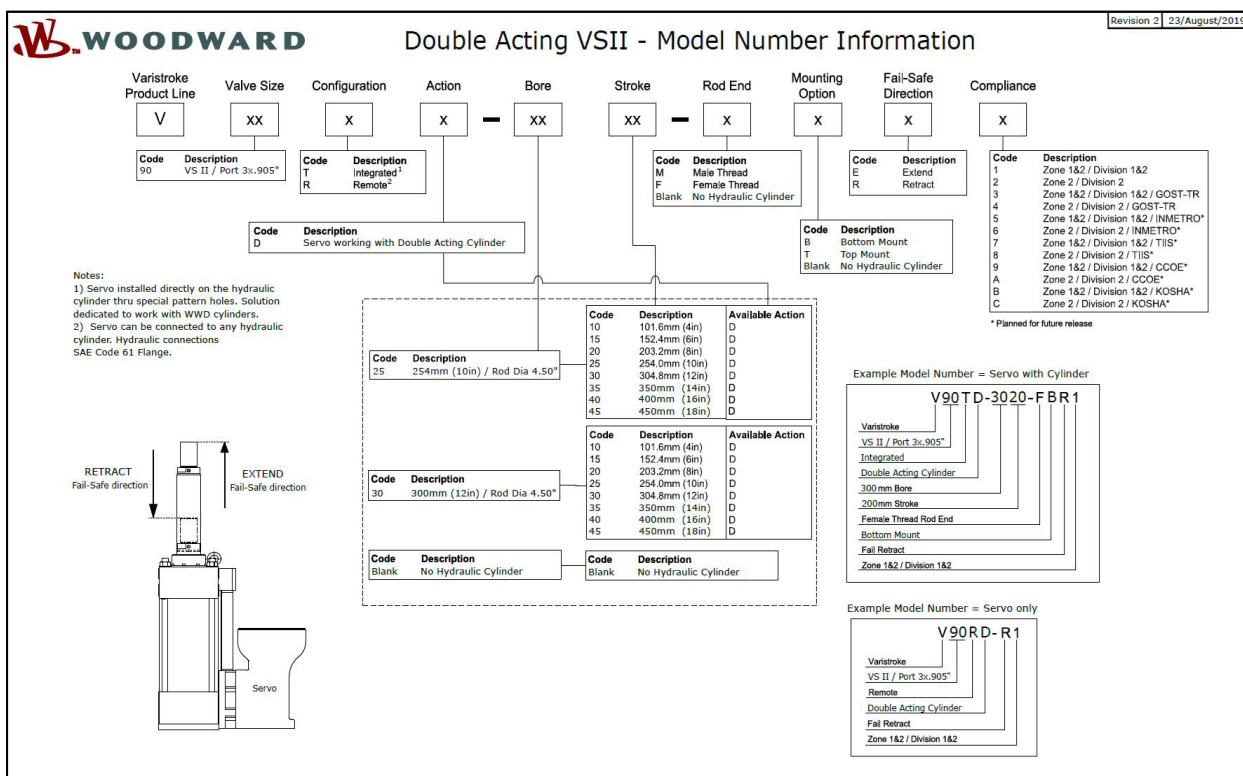 Revision 2 23/August/2019
WOODWARD
Double Acting VSII - Model Number Information
Varistroke Product Line
Valve Size
Configuration
Action
Bore
Stroke
Rod End
Mounting Option
Fail-Safe Direction
Compliance
V xx x x - xx xx - x x x x
Code Description
90 VS II / Port 3x.905"
Code Description
T Integrated1
R Remote2
Code Description
M Male Thread
F Female Thread
Blank No Hydraulic Cylinder
Code Description
E Extend
R Retract
Code Description
1 Zone 1&2 / Division 1&2
2 Zone 2 / Division 2
3 Zone 1&2 / Division 1&2 / GOST-TR
4 Zone 2 / Division 2 / GOST-TR
5 Zone 1&2 / Division 1&2 / INMETRO*
6 Zone 2 / Division 2 / INMETRO*
7 Zone 1&2 / Division 1&2 / TIIS*
8 Zone 2 / Division 2 / TIIS*
9 Zone 1&2 / Division 1&2 / CCOE*
A Zone 2 / Division 2 / CCOE*
B Zone 1&2 / Division 1&2 / KOSHA*
C Zone 2 / Division 2 / KOSHA*
* Planned for future release
Code Description
D Servo working with Double Acting Cylinder
Code Description
B Bottom Mount
T Top Mount
Blank No Hydraulic Cylinder
Notes:
1) Servo installed directly on the hydraulic
cylinder thru special pattern holes. Solution
dedicated to work with WWD cylinders.
2) Servo can be connected to any hydraulic
cylinder. Hydraulic connections
SAE Code 61 Flange.
Code Description
25 254mm (10in) / Rod Dia 4.50"
Code Description Available Action
10 101.6mm (4in) D
15 152.4mm (6in) D
20 203.2mm (8in) D
25 254.0mm (10in) D
30 304.8mm (12in) D
35 350mm (14in) D
40 400mm (16in) D
45 450mm (18in) D
Code Description
30 300mm (12in) / Rod Dia 4.50"
Code Description Available Action
10 101.6mm (4in) D
15 152.4mm (6in) D
20 203.2mm (8in) D
25 254.0mm (10in) D
30 304.8mm (12in) D
35 350mm (14in) D
40 400mm (16in) D
45 450mm (18in) D
Code Description
Blank No Hydraulic Cylinder
Code Description
Blank No Hydraulic Cylinder
RETRACT
Fail-Safe direction
EXTEND
Fail-Safe direction
Servo
Example Model Number = Servo with Cylinder
V90TD-3020-FBR1
Varistroke
VS II / Port 3x.905"
Integrated
Double Acting Cylinder
300mm Bore
200mm Stroke
Female Thread Rod End
Bottom Mount
Fail Retract
Zone 1&2 / Division 1&2
Example Model Number = Servo only
V90RD-R1
Varistroke
VS II / Port 3x.905"
Remote
Double Acting Cylinder
Fail Retract
Zone 1&2 / Division 1&2